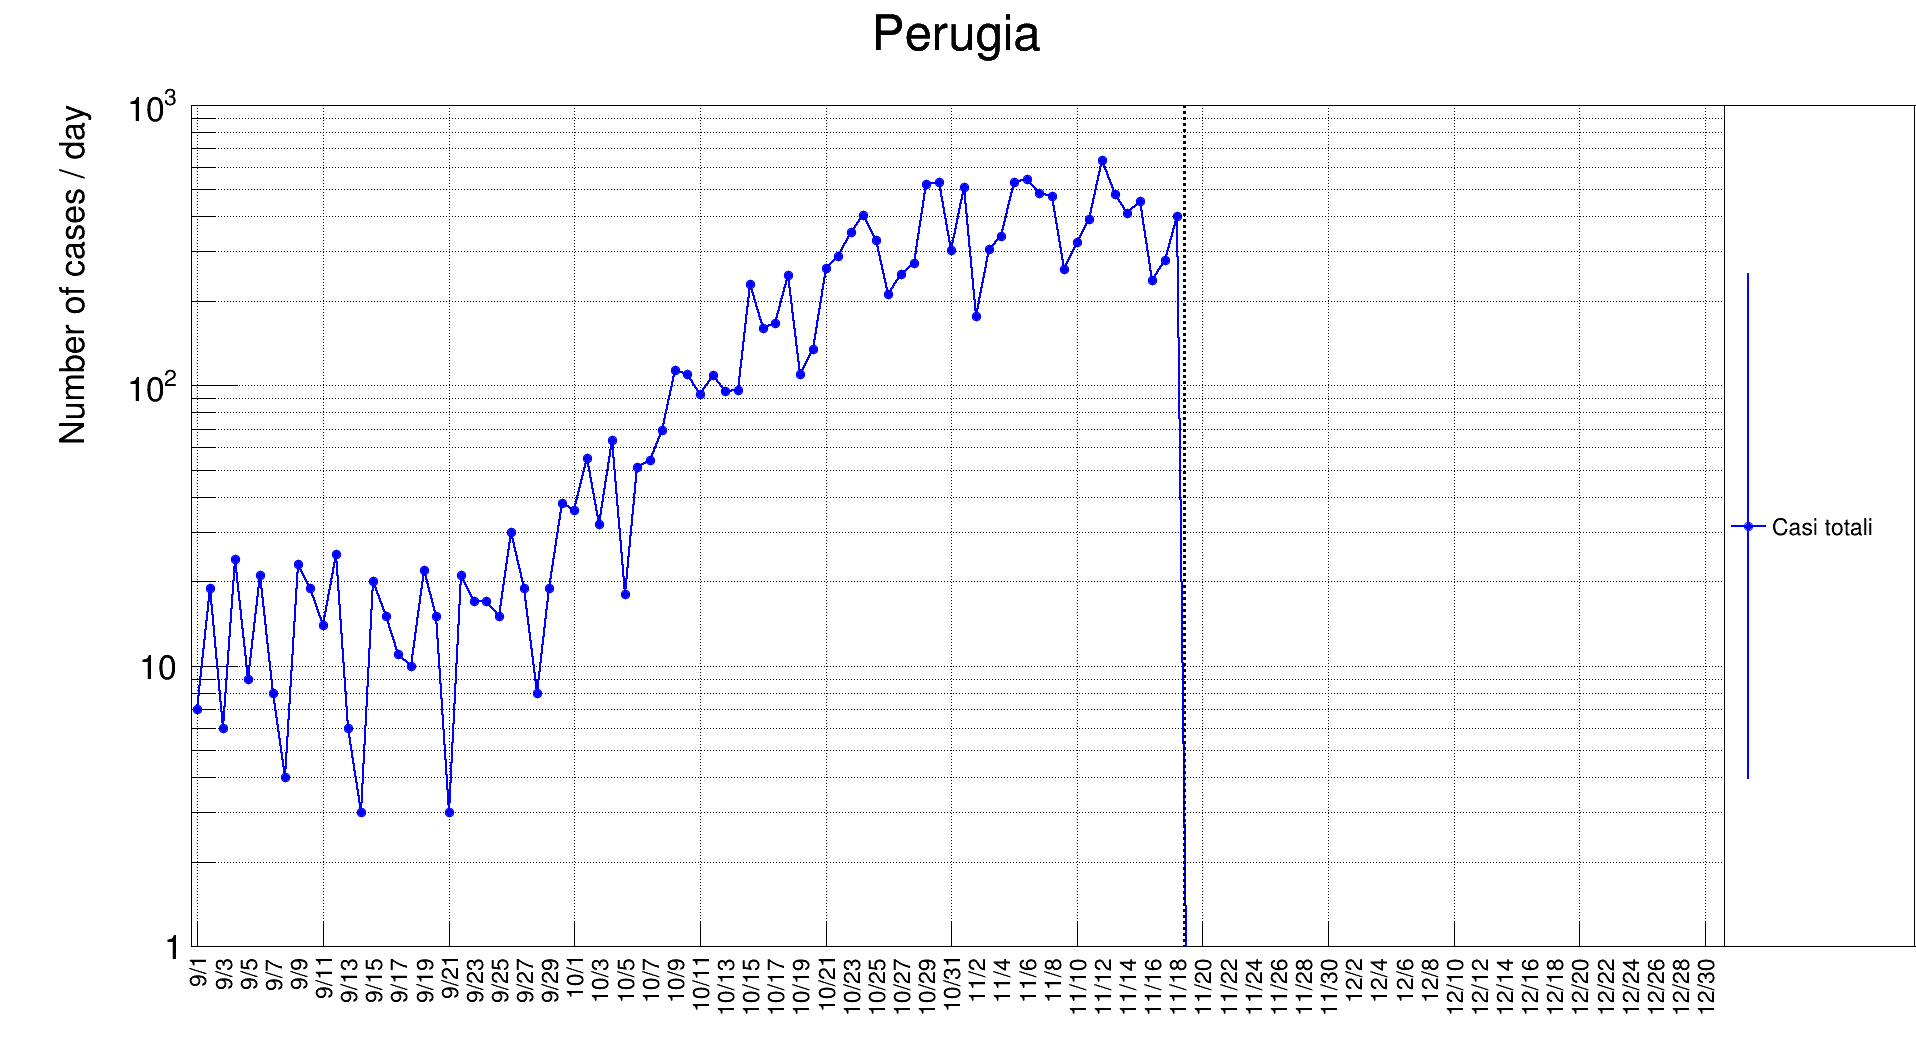 Perugia
Number of cases / day
10³
10²
10
1
9/1 9/3 9/5 9/7 9/9 9/11 9/13 9/15 9/17 9/19 9/21 9/23 9/25 9/27 9/29 10/1 10/3 10/5 10/7 10/9 10/11 10/13 10/15 10/17 10/19 10/21 10/23 10/25 10/27 10/29 10/31 11/2 11/4 11/6 11/8 11/10 11/12 11/14 11/16 11/18 11/20 11/22 11/24 11/26 11/28 11/30 12/2 12/4 12/6 12/8 12/10 12/12 12/14 12/16 12/18 12/20 12/22 12/24 12/26 12/28 12/30
Casi totali